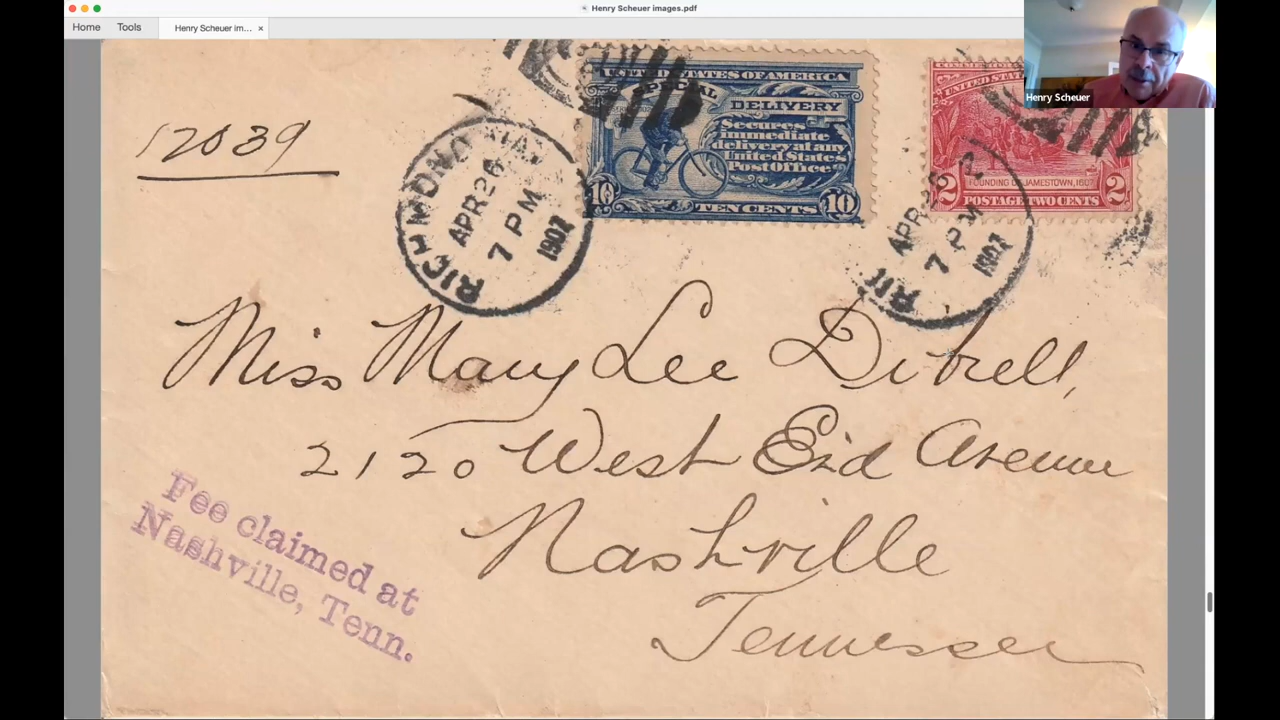 Henry Scheuer images.pdf
Home Tools Henry Scheuer im... ×
Henry Scheuer
12039
UNITED STATES OF AMERICA
SPECIAL
DELIVERY
Secures
immediate
delivery at any
United States
Post Office
10 TEN CENTS 10
UNITED STATES
FOUNDING OF JAMESTOWN, 1607
2 POSTAGE TWO CENTS 2
RICHMOND
APR 26
7 PM
1907
APR 26
7 PM
1907
Miss Mary Lee Dibrell,
2120 West End Avenue
Nashville
Tennessee
Fee claimed at
Nashville, Tenn.